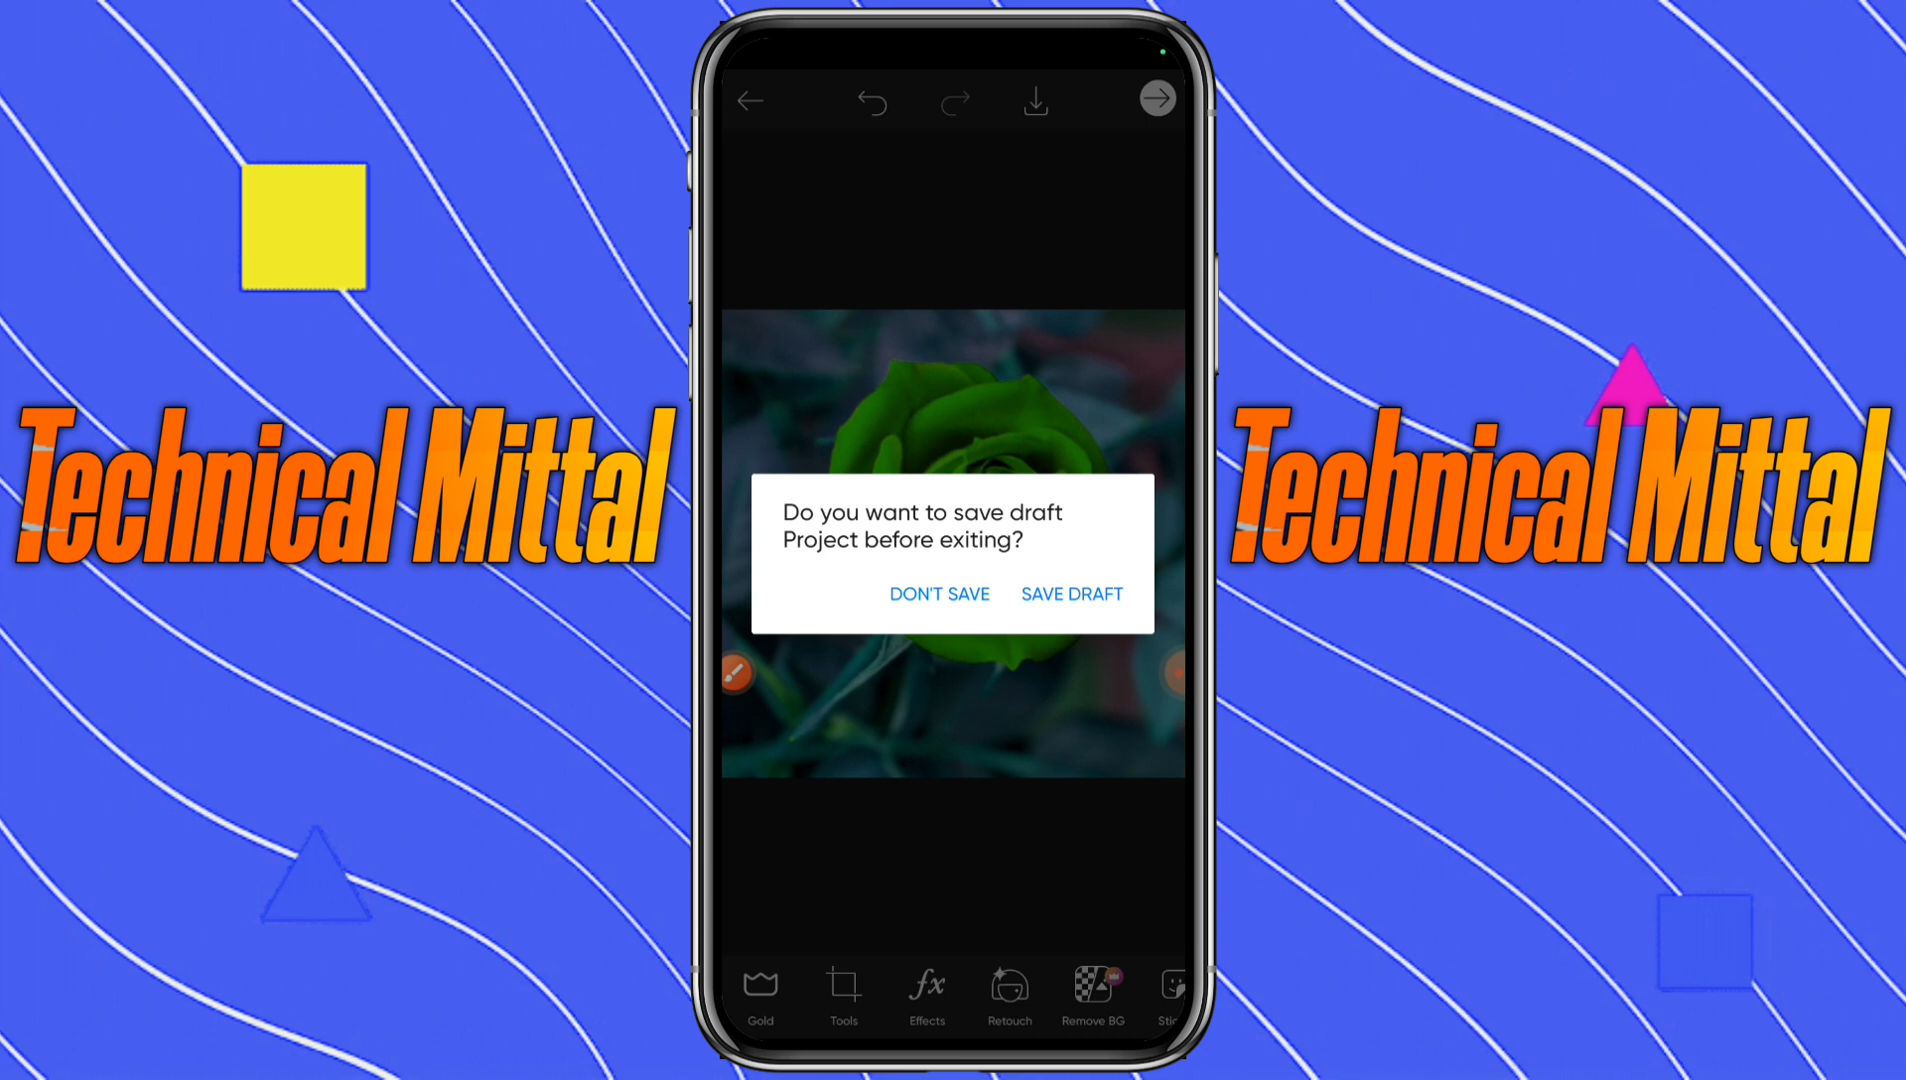 Technical Mittal
Technical Mittal
Do you want to save draft
Project before exiting?
DON'T SAVE SAVE DRAFT
Gold Tools Effects Retouch Remove BG